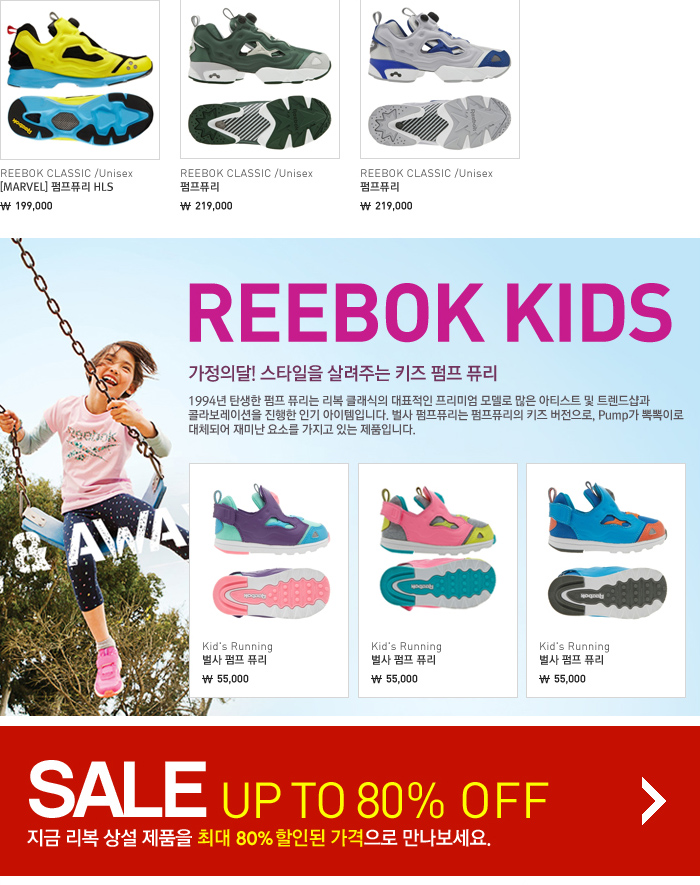 REEBOK CLASSIC /Unisex
[MARVEL] 펌프퓨리 HLS
₩ 199,000
REEBOK CLASSIC /Unisex
펌프퓨리
₩ 219,000
REEBOK CLASSIC /Unisex
펌프퓨리
₩ 219,000
REEBOK KIDS
가정의달! 스타일을 살려주는 키즈 펌프 퓨리
1994년 탄생한 펌프 퓨리는 리복 클래식의 대표적인 프리미엄 모델로 많은 아티스트 및 트렌드샵과
콜라보레이션을 진행한 인기 아이템입니다. 벌사 펌프퓨리는 펌프퓨리의 키즈 버전으로, Pump가 뽁뽁이로
대체되어 재미난 요소를 가지고 있는 제품입니다.
Reebok
& AWA
Kid's Running
벌사 펌프 퓨리
₩ 55,000
Kid's Running
벌사 펌프 퓨리
₩ 55,000
Kid's Running
벌사 펌프 퓨리
₩ 55,000
SALE UP TO 80% OFF
지금 리복 상설 제품을 최대 80% 할인된 가격으로 만나보세요.